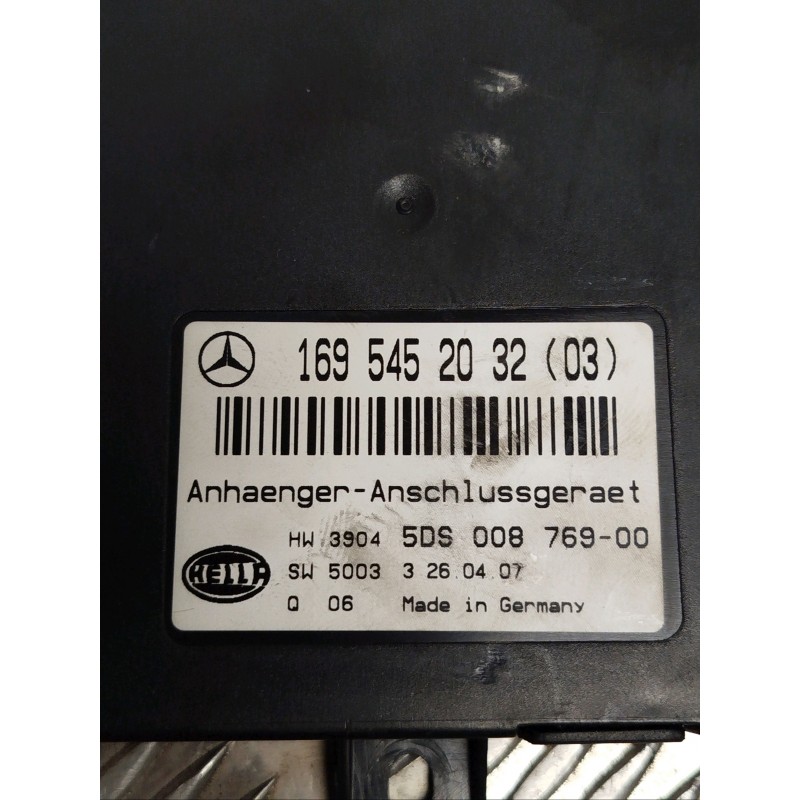 169 545 20 32 (03)
Anhaenger-Anschlussgeraet
HW 3904 5DS 008 769-00
HELLA
SW 5003 3 26.04.07
Q 06 Made in Germany